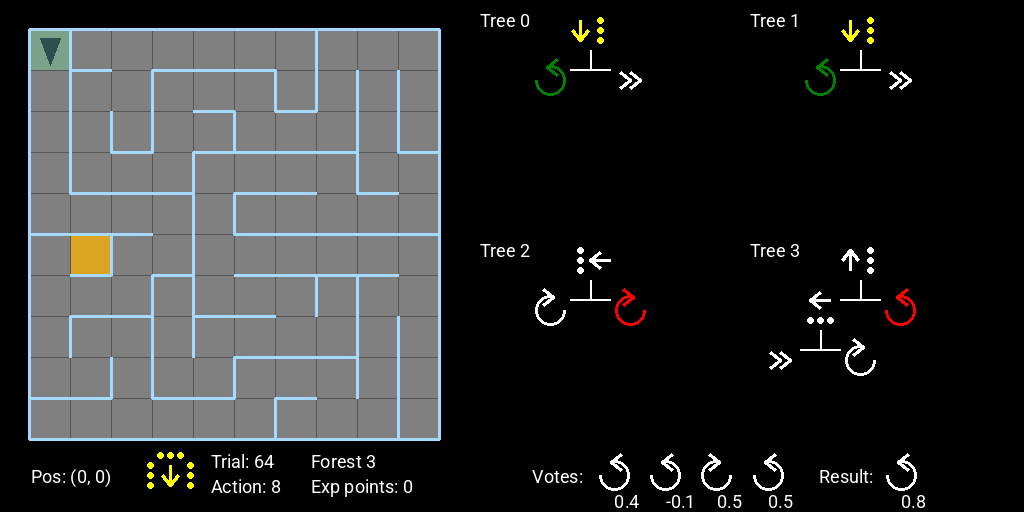 Tree 0
Tree 1
Tree 2
Tree 3
Pos: (0, 0)
Trial: 64
Forest 3
Action: 8
Exp points: 0
Votes:
0.4
-0.1
0.5
0.5
Result:
0.8